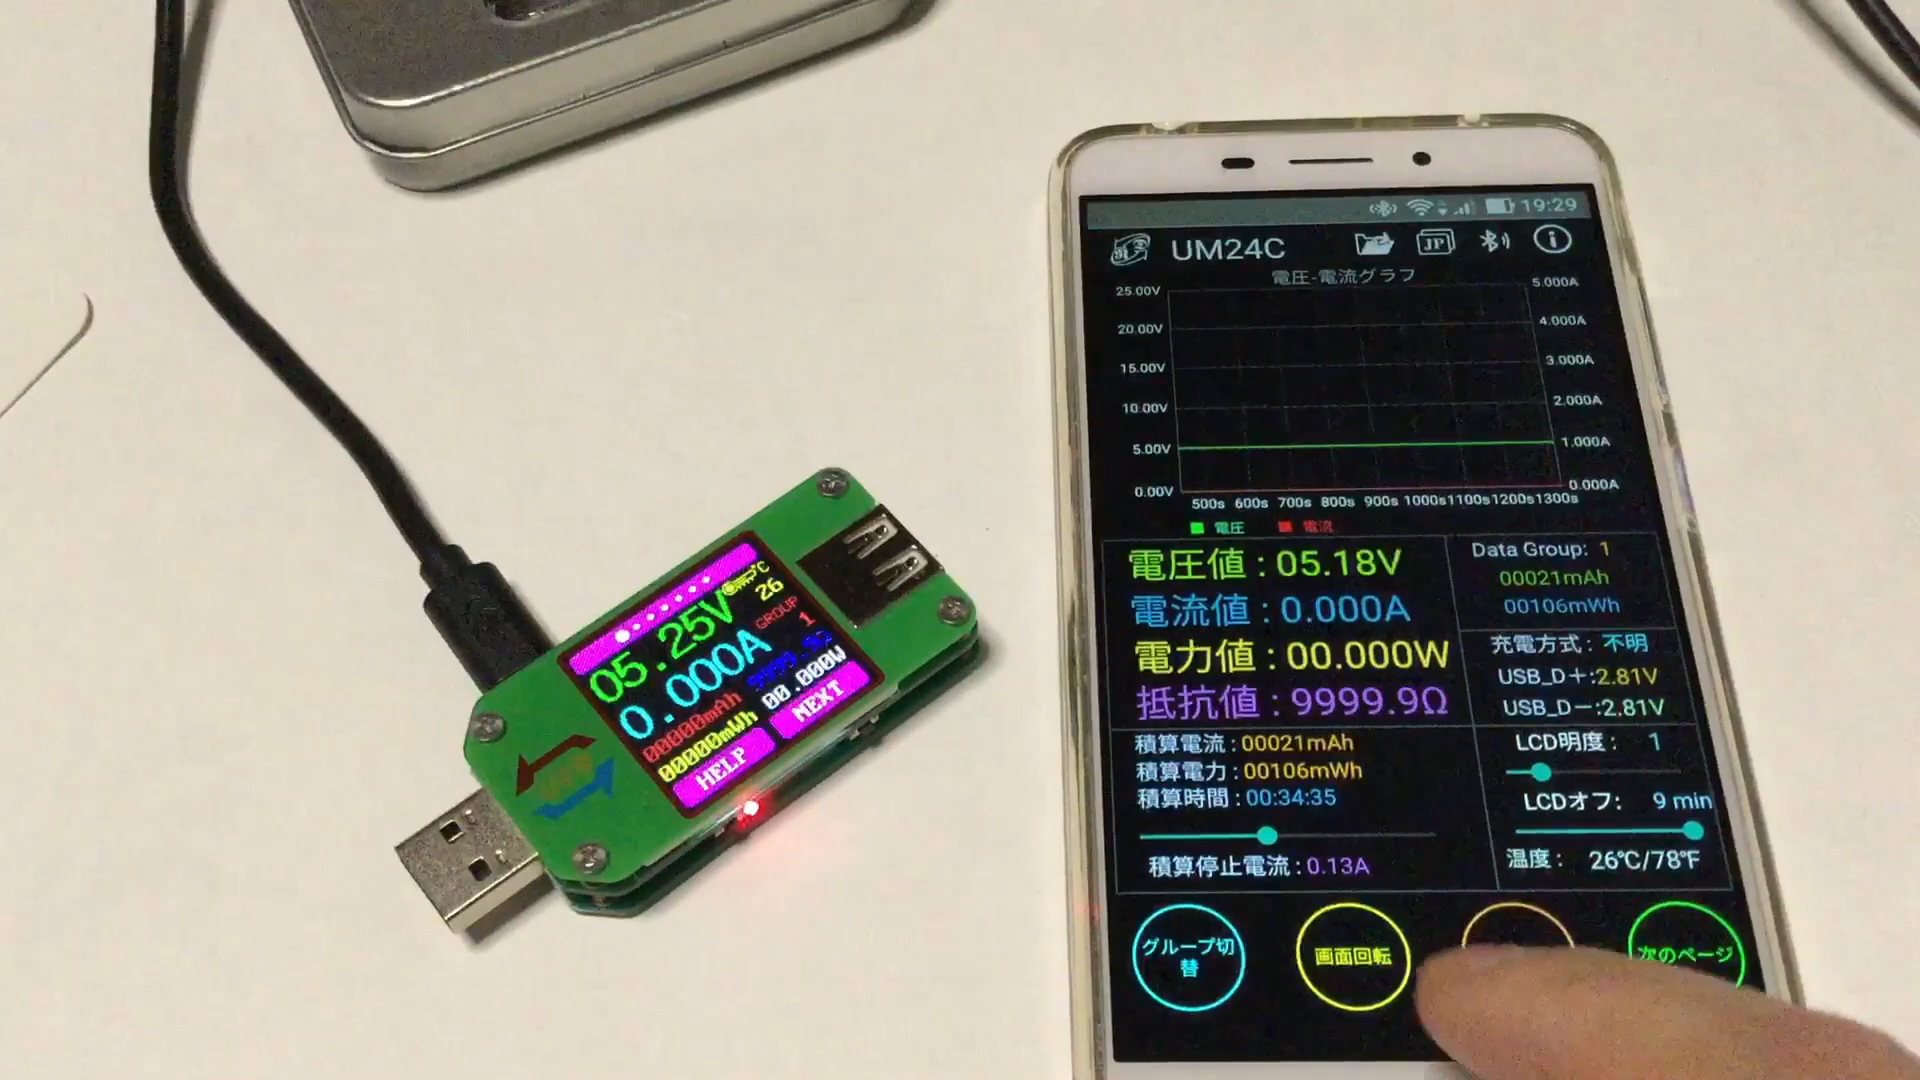 05.25V
℃
26
0.000A
GROUP
1
00000mAh
9999.9Ω
00000mWh
00.000W
HELP
NEXT
19:29
UM24C
JP
電圧-電流グラフ
25.00V
20.00V
15.00V
10.00V
5.00V
0.00V
5.000A
4.000A
3.000A
2.000A
1.000A
0.000A
500s 600s 700s 800s 900s 1000s1100s1200s1300s
電圧 電流
電圧値 : 05.18V
電流値 : 0.000A
電力値 : 00.000W
抵抗値 : 9999.9Ω
Data Group: 1
00021mAh
00106mWh
充電方式 : 不明
USB_D+:2.81V
USB_D-:2.81V
積算電流 : 00021mAh
積算電力 : 00106mWh
積算時間 : 00:34:35
積算停止電流 : 0.13A
LCD明度 : 1
LCDオフ : 9 min
温度 : 26℃/78℉
グループ切
替
画面回転
次のページ